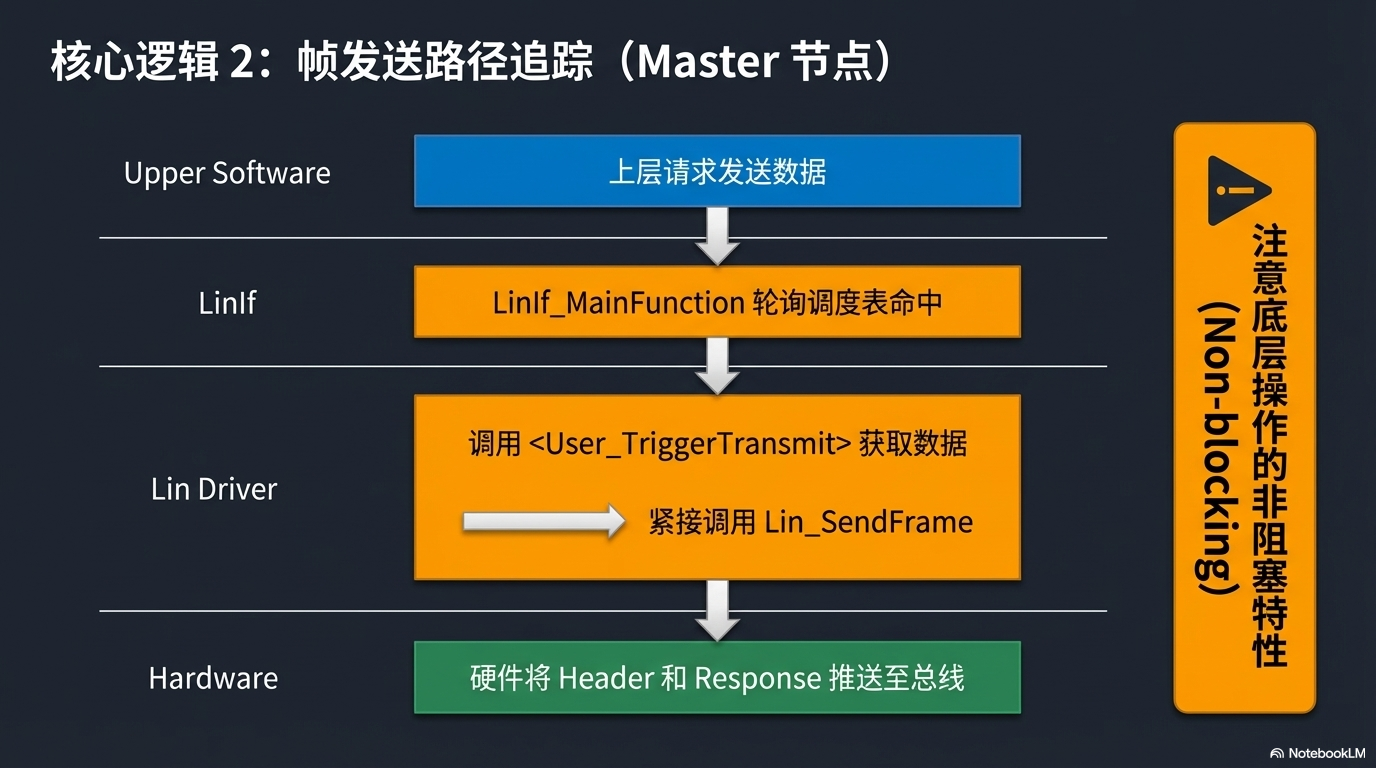 核心逻辑 2：帧发送路径追踪（Master 节点）
Upper Software
上层请求发送数据
LinIf
LinIf_MainFunction 轮询调度表命中
Lin Driver
调用 <User_TriggerTransmit> 获取数据
紧接调用 Lin_SendFrame
Hardware
硬件将 Header 和 Response 推送至总线
注意底层操作的非阻塞特性
(Non-blocking)
NotebookLM